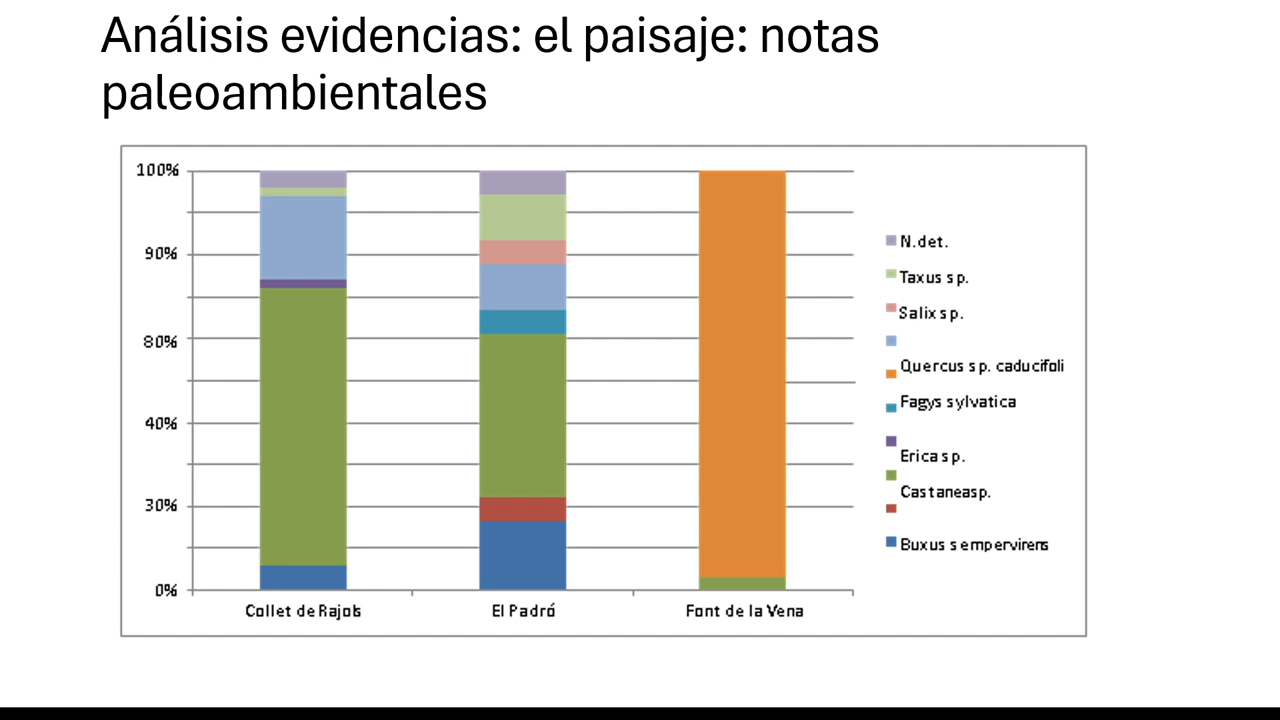 Análisis evidencias: el paisaje: notas
paleoambientales
100%
90%
80%
40%
30%
0%
Collet de Rajols
El Padró
Font de la Vena
N.det.
Taxus sp.
Salix sp.
Quercus sp. caducifoli
Fagys sylvatica
Erica sp.
Castaneasp.
Buxus sempervirens